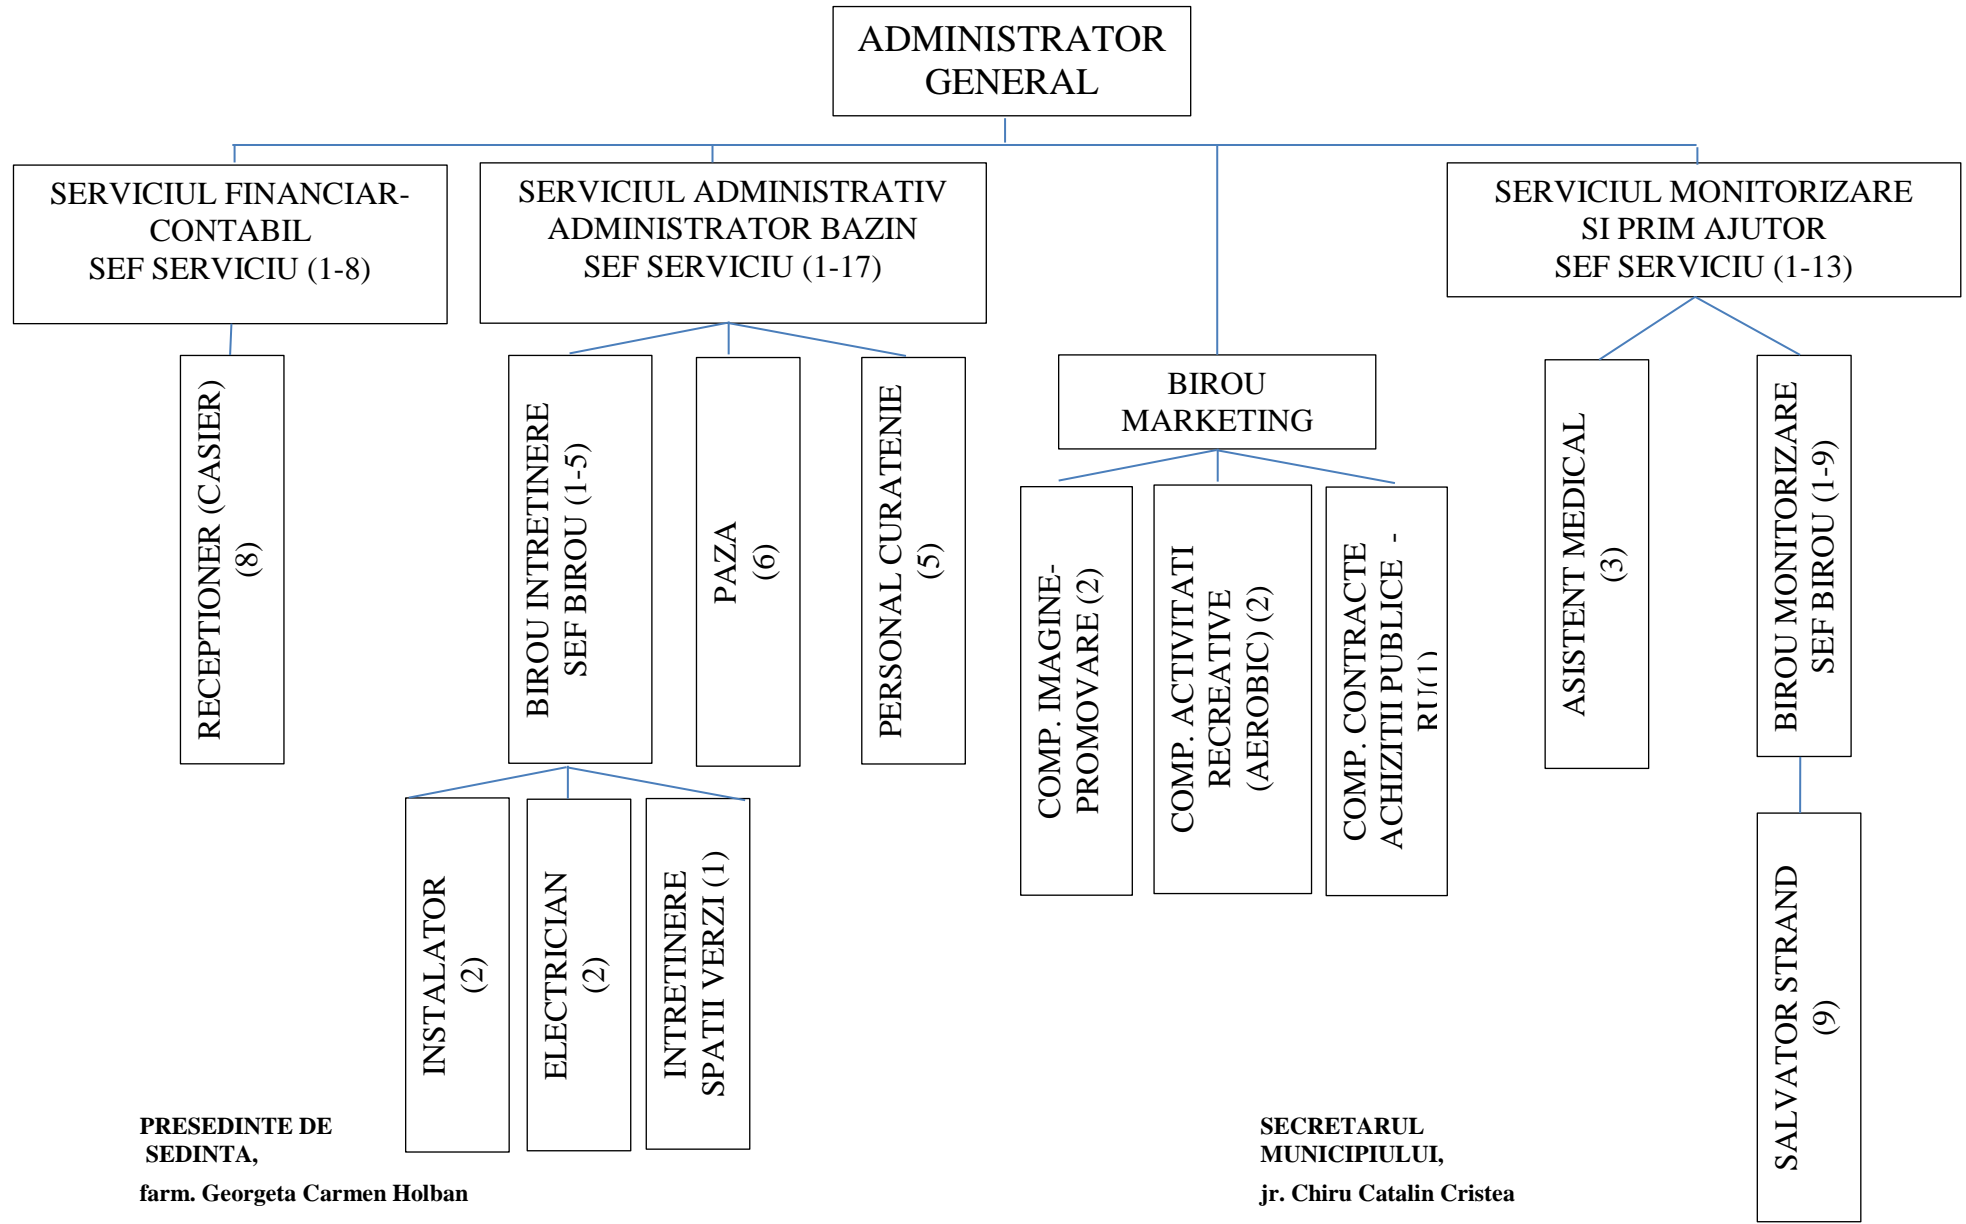 ADMINISTRATOR
GENERAL
SERVICIUL FINANCIAR-
CONTABIL
SEF SERVICIU (1-8)
SERVICIUL ADMINISTRATIV
ADMINISTRATOR BAZIN
SEF SERVICIU (1-17)
SERVICIUL MONITORIZARE
SI PRIM AJUTOR
SEF SERVICIU (1-13)
RECEPTIONER (CASIER)
(8)
BIROU INTRETINERE
SEF BIROU (1-5)
PAZA
(6)
PERSONAL CURATENIE
(5)
BIROU
MARKETING
COMP. IMAGINE-
PROMOVARE (2)
COMP. ACTIVITATI
RECREATIVE
(AEROBIC) (2)
COMP. CONTRACTE
ACHIZITII PUBLICE -
RU(1)
ASISTENT MEDICAL
(3)
BIROU MONITORIZARE
SEF BIROU (1-9)
INSTALATOR
(2)
ELECTRICIAN
(2)
INTRETINERE
SPATII VERZI (1)
SALVATOR STRAND
(9)
PRESEDINTE DE
SEDINTA,
farm. Georgeta Carmen Holban
SECRETARUL
MUNICIPIULUI,
jr. Chiru Catalin Cristea